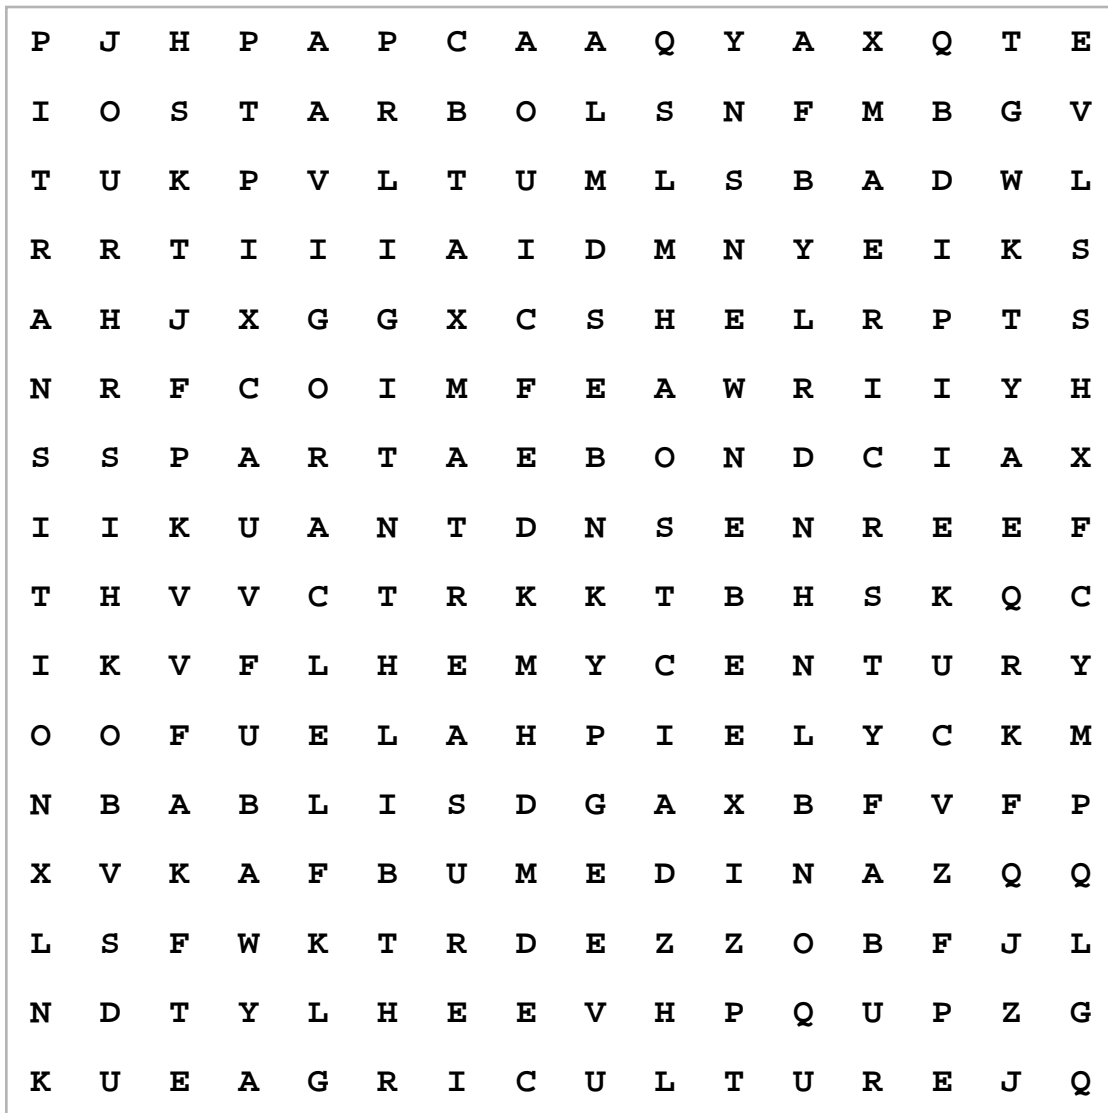 P J H P A P C A A Q Y A X Q T E
I O S T A R B O L S N F M B G V
T U K P V L T U M L S B A D W L
R R T I I I A I D M N Y E I K S
A H J X G G X C S H E L R P T S
N R F C O I M F E A W R I I Y H
S S P A R T A E B O N D C I A X
I I K U A N T D N S E N R E E F
T H V V C T R K K T B H S K Q C
I K V F L H E M Y C E N T U R Y
O O F U E L A H P I E L Y C K M
N B A B L I S D G A X B F V F P
X V K A F B U M E D I N A Z Q Q
L S F W K T R D E Z Z O B F J L
N D T Y L H E E V H P Q U P Z G
K U E A G R I C U L T U R E J Q